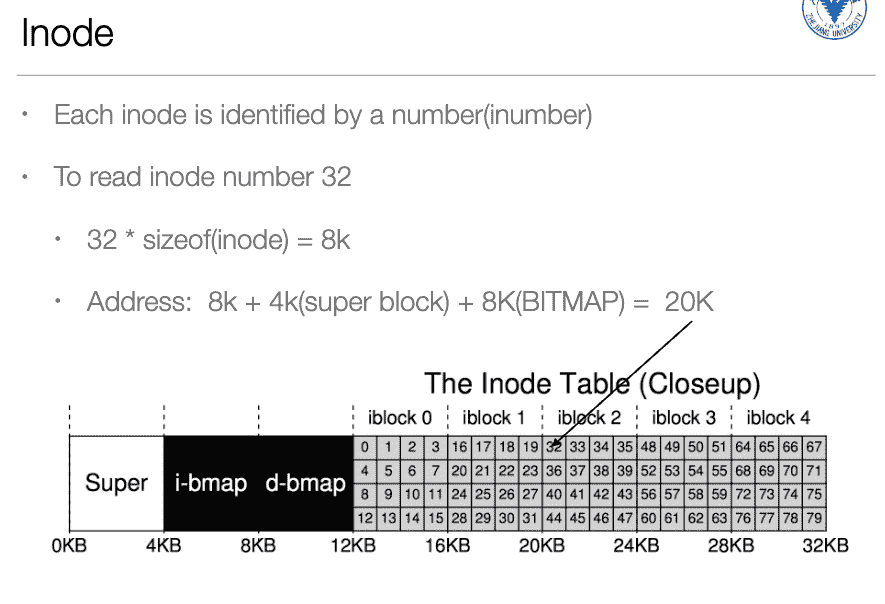 Inode
ZHEJIANG UNIVERSITY
1897
• Each inode is identified by a number(inumber)
• To read inode number 32
• 32 * sizeof(inode) = 8k
• Address: 8k + 4k(super block) + 8K(BITMAP) = 20K
The Inode Table (Closeup)
iblock 0 iblock 1 iblock 2 iblock 3 iblock 4
0 1 2 3 16 17 18 19 32 33 34 35 48 49 50 51 64 65 66 67
Super i-bmap d-bmap 4 5 6 7 20 21 22 23 36 37 38 39 52 53 54 55 68 69 70 71
8 9 10 11 24 25 26 27 40 41 42 43 56 57 58 59 72 73 74 75
12 13 14 15 28 29 30 31 44 45 46 47 60 61 62 63 76 77 78 79
0KB 4KB 8KB 12KB 16KB 20KB 24KB 28KB 32KB